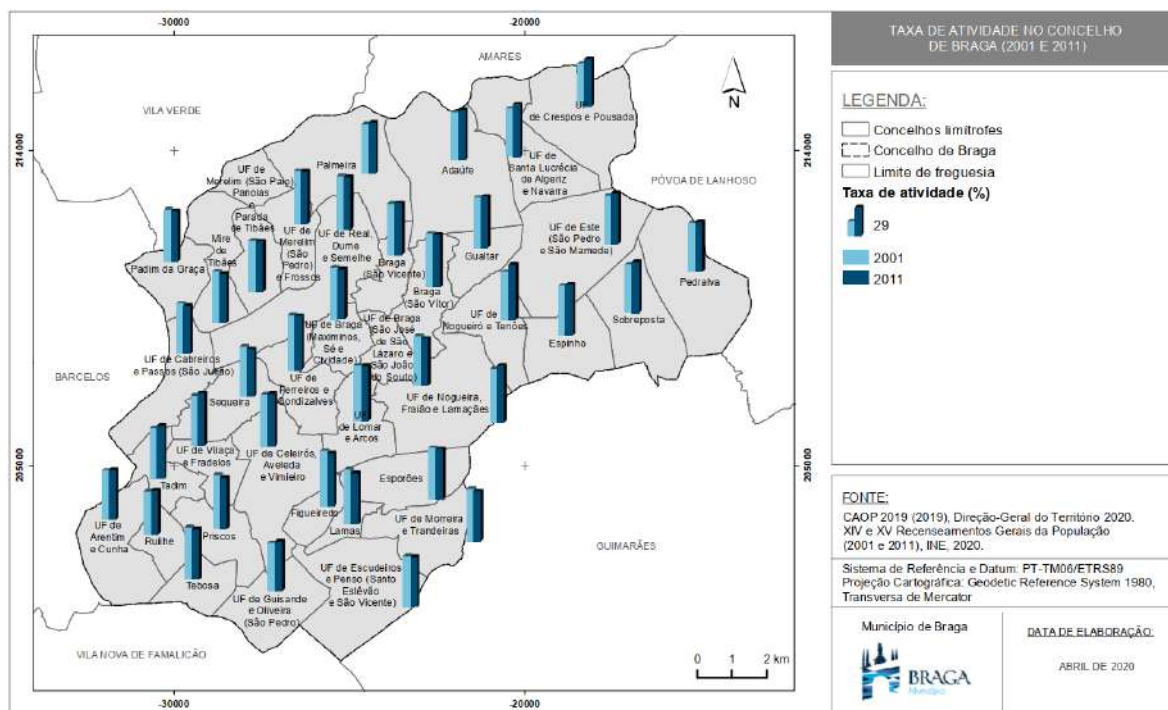 -30000
-20000
AMARES
VILA VERDE
PÓVOA DE LANHOSO
BARCELOS
GUIMARÃES
VILA NOVA DE FAMALICÃO
214000
214000
205000
205000
N
UF
de Crespos e Pousada
Palmeira
Adaúfe
UF de
Santa Lucrécia
de Algeriz
e Navarra
UF de
Merelim (São Paio),
Panoias
e
Parada
de Tibães
Mire
de
Tibães
Padim da Graça
UF de
Merelim
(São
Pedro) e
Frossos
UF de Real,
Dume
e Semelhe
Braga
(São Vicente)
Gualtar
UF de Este
(São Pedro
e São Mamede)
Pedralva
Braga
(São Vítor)
UF de
Nogueiró e Tenões
Espinho
Sobreposta
UF de Cabreiros
e Passos (São Julião)
UF de Braga
(Maximinos,
Sé e
Cividade)
UF de Braga
(São José
de São
Lázaro e
São João
do Souto)
Sequeira
UF de
Ferreiros e
Gondizalves
UF
de Lomar
e Arcos
UF de Nogueira,
Fraião e Lamaçães
UF de Vilaça
e Fradelos
UF de Celeirós,
Aveleda
e Vimieiro
Tadim
Figueiredo
Lamas
Esporões
UF de Morreira
e Trandeiras
UF de
Arentim
e Cunha
Ruilhe
Priscos
Tebosa
UF de Guisande
e Oliveira
(São Pedro)
UF de Escudeiros
e Penso (Santo
Estêvão
e São Vicente)
0 1 2 km
-30000
-20000
TAXA DE ATIVIDADE NO CONCELHO
DE BRAGA (2001 E 2011)
LEGENDA:
Concelhos limítrofes
Concelho de Braga
Limite de freguesia
Taxa de atividade (%)
29
2001
2011
FONTE:
CAOP 2019 (2019), Direção-Geral do Território 2020.
XIV e XV Recenseamentos Gerais da População
(2001 e 2011), INE, 2020.
Sistema de Referência e Datum: PT-TM06/ETRS89
Projeção Cartográfica: Geodetic Reference System 1980,
Transversa de Mercator
Município de Braga
BRAGA
Município
DATA DE ELABORAÇÃO:
ABRIL DE 2020